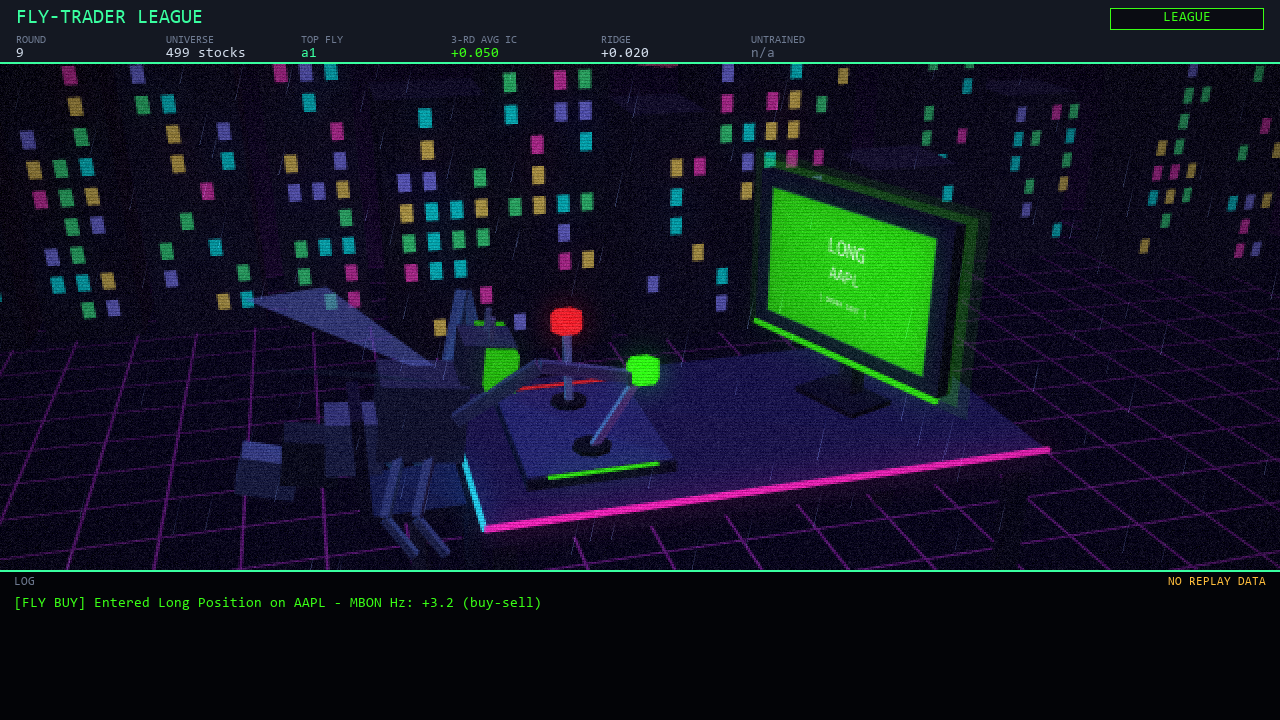 FLY-TRADER LEAGUE
LEAGUE
ROUND UNIVERSE TOP FLY 3-RD AVG IC RIDGE UNTRAINED
9 499 stocks a1 +0.050 +0.020 n/a
LONG
AAPL
LOG
NO REPLAY DATA
[FLY BUY] Entered Long Position on AAPL - MBON Hz: +3.2 (buy-sell)